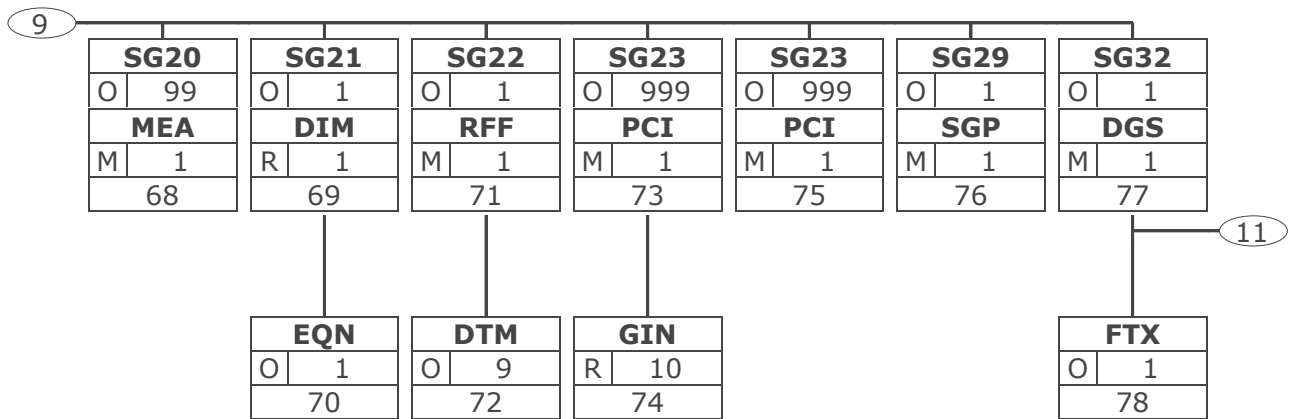 9
SG20 SG21 SG22 SG23 SG23 SG29 SG32
O 99 O 1 O 1 O 999 O 999 O 1 O 1
MEA DIM RFF PCI PCI SGP DGS
M 1 R 1 M 1 M 1 M 1 M 1 M 1
68 69 71 73 75 76 77
11
EQN DTM GIN FTX
O 1 O 9 R 10 O 1
70 72 74 78